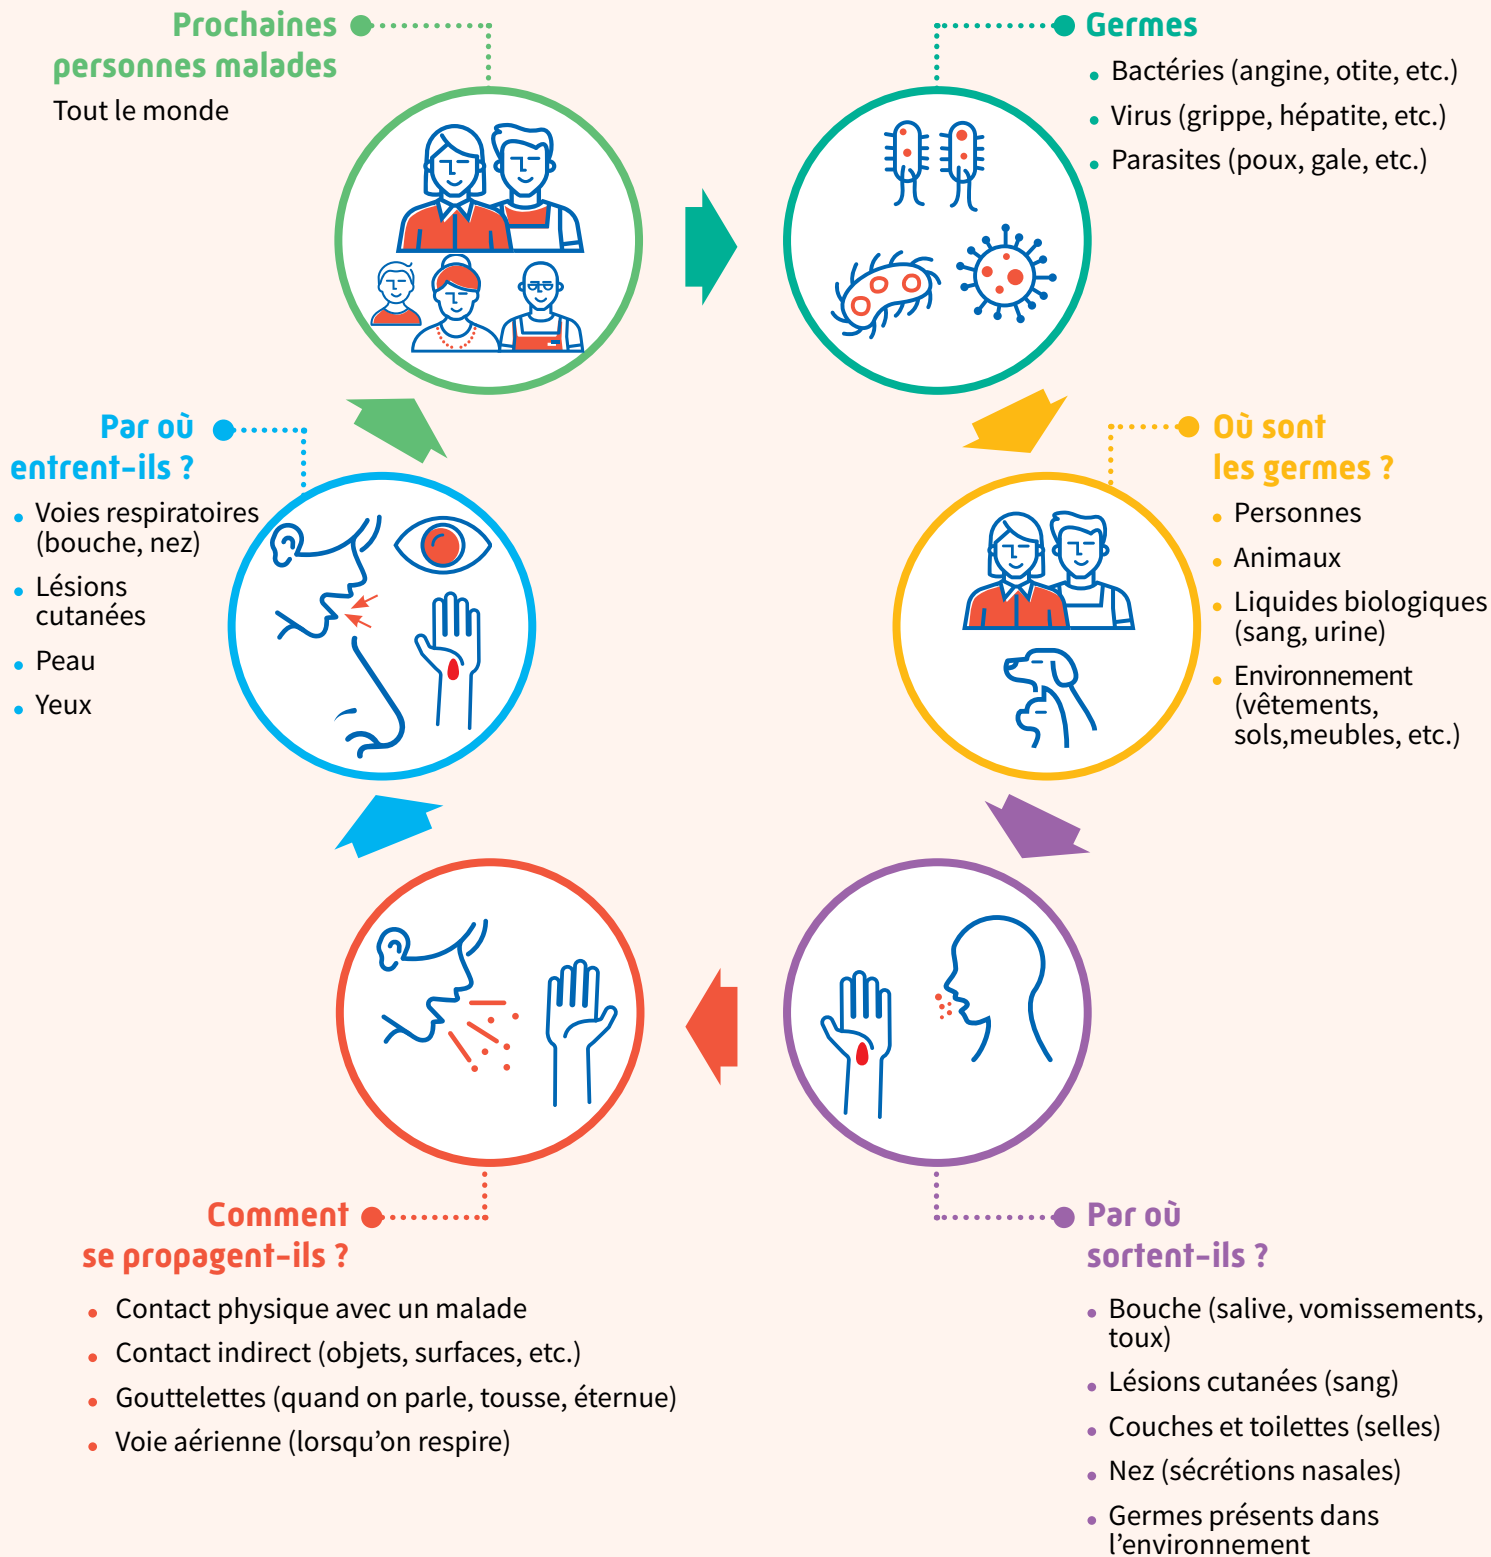 Prochaines
personnes malades
Tout le monde
Germes
Bactéries (angine, otite, etc.)
Virus (grippe, hépatite, etc.)
Parasites (poux, gale, etc.)
Où sont
les germes ?
Personnes
Animaux
Liquides biologiques
(sang, urine)
Environnement
(vêtements,
sols,meubles, etc.)
Par où
sortent-ils ?
Bouche (salive, vomissements,
toux)
Lésions cutanées (sang)
Couches et toilettes (selles)
Nez (sécrétions nasales)
Germes présents dans
l’environnement
Comment
se propagent-ils ?
Contact physique avec un malade
Contact indirect (objets, surfaces, etc.)
Gouttelettes (quand on parle, tousse, éternue)
Voie aérienne (lorsqu’on respire)
Par où
entrent-ils ?
Voies respiratoires
(bouche, nez)
Lésions
cutanées
Peau
Yeux